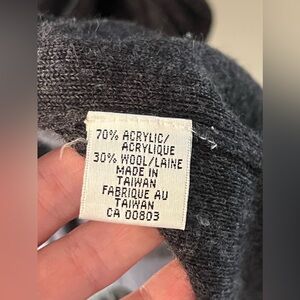 70% ACRYLIC/
ACRYLIQUE
30% WOOL/LAINE
MADE IN
TAIWAN
FABRIQUE AU
TAIWAN
CA 00803